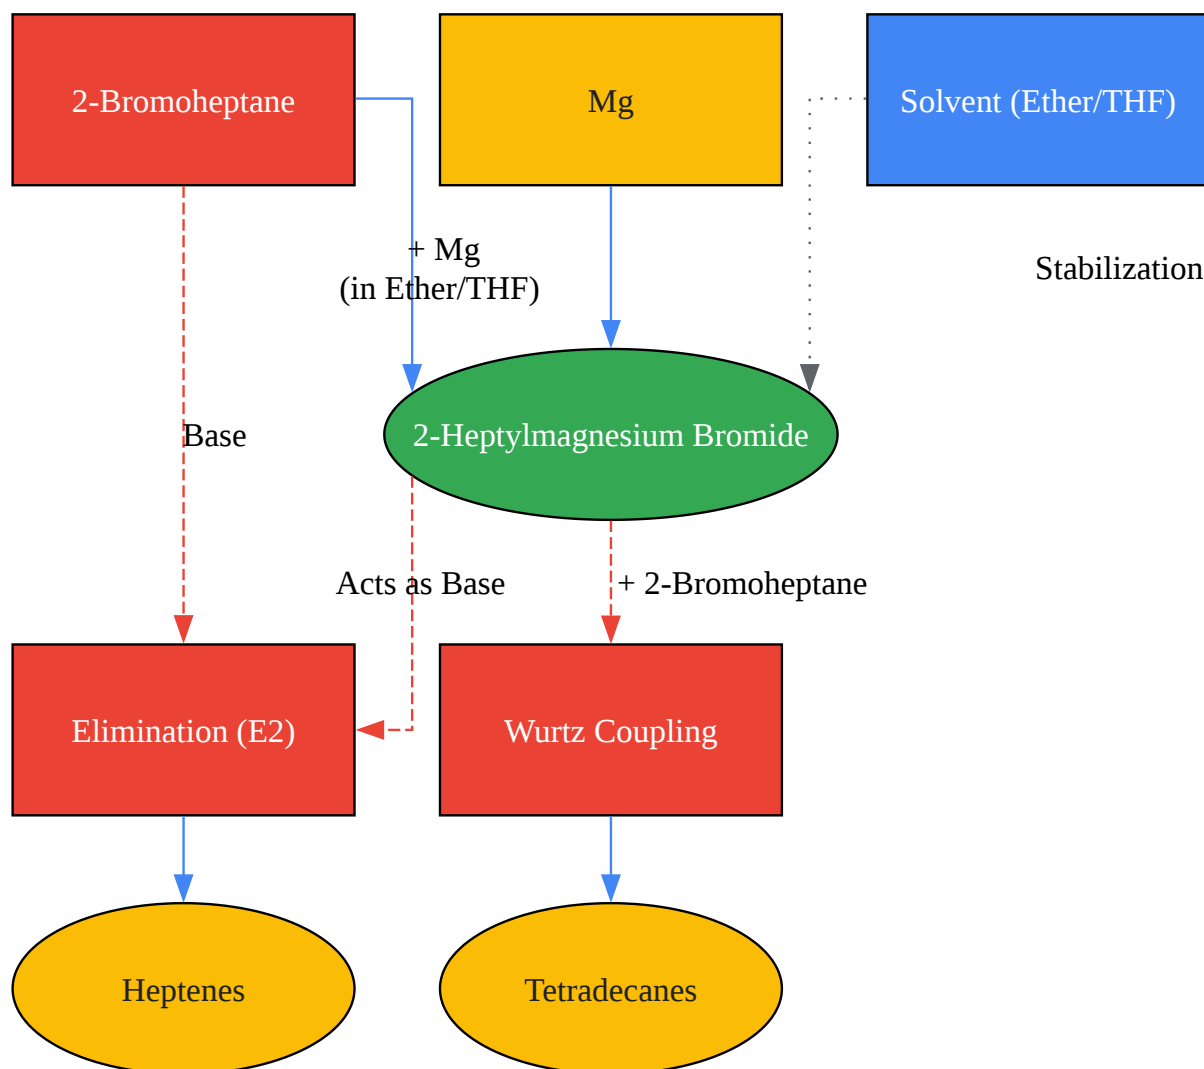 2-Bromoheptane
Mg
Solvent (Ether/THF)
+ Mg
(in Ether/THF)
Stabilization
Base
2-Heptylmagnesium Bromide
Acts as Base
+ 2-Bromoheptane
Elimination (E2)
Wurtz Coupling
Heptenes
Tetradecanes